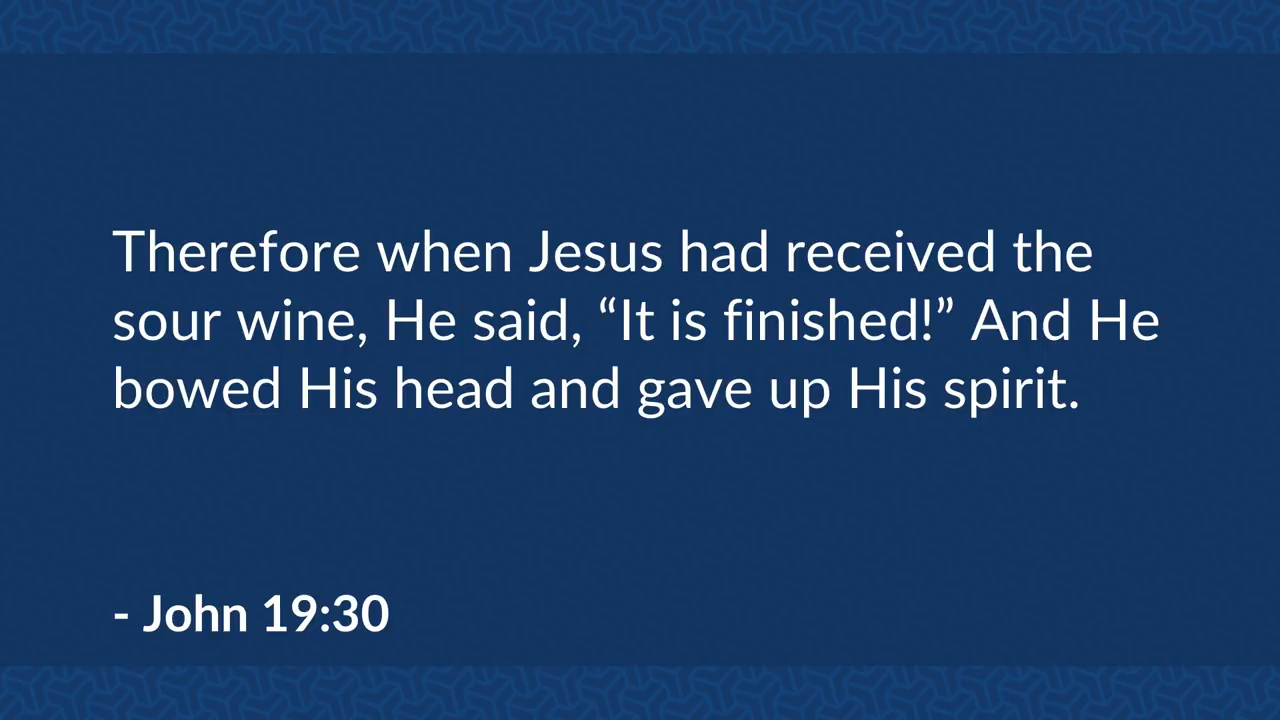 Therefore when Jesus had received the
sour wine, He said, “It is finished!” And He
bowed His head and gave up His spirit.
- John 19:30